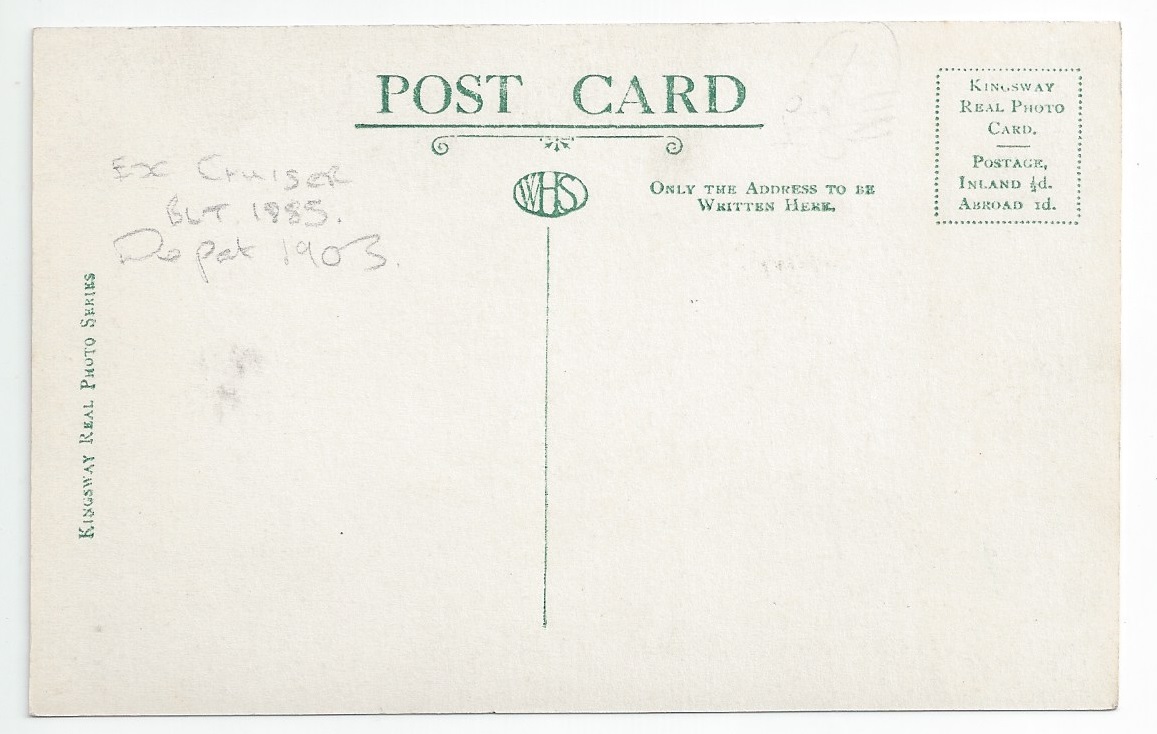 POST CARD
KINGSWAY
REAL PHOTO
CARD.
POSTAGE,
INLAND ½d.
ABROAD 1d.
WHS
ONLY THE ADDRESS TO BE
WRITTEN HERE.
Ex Cruiser
BLT. 1885.
Depot 1903.
KINGSWAY REAL PHOTO SERIES